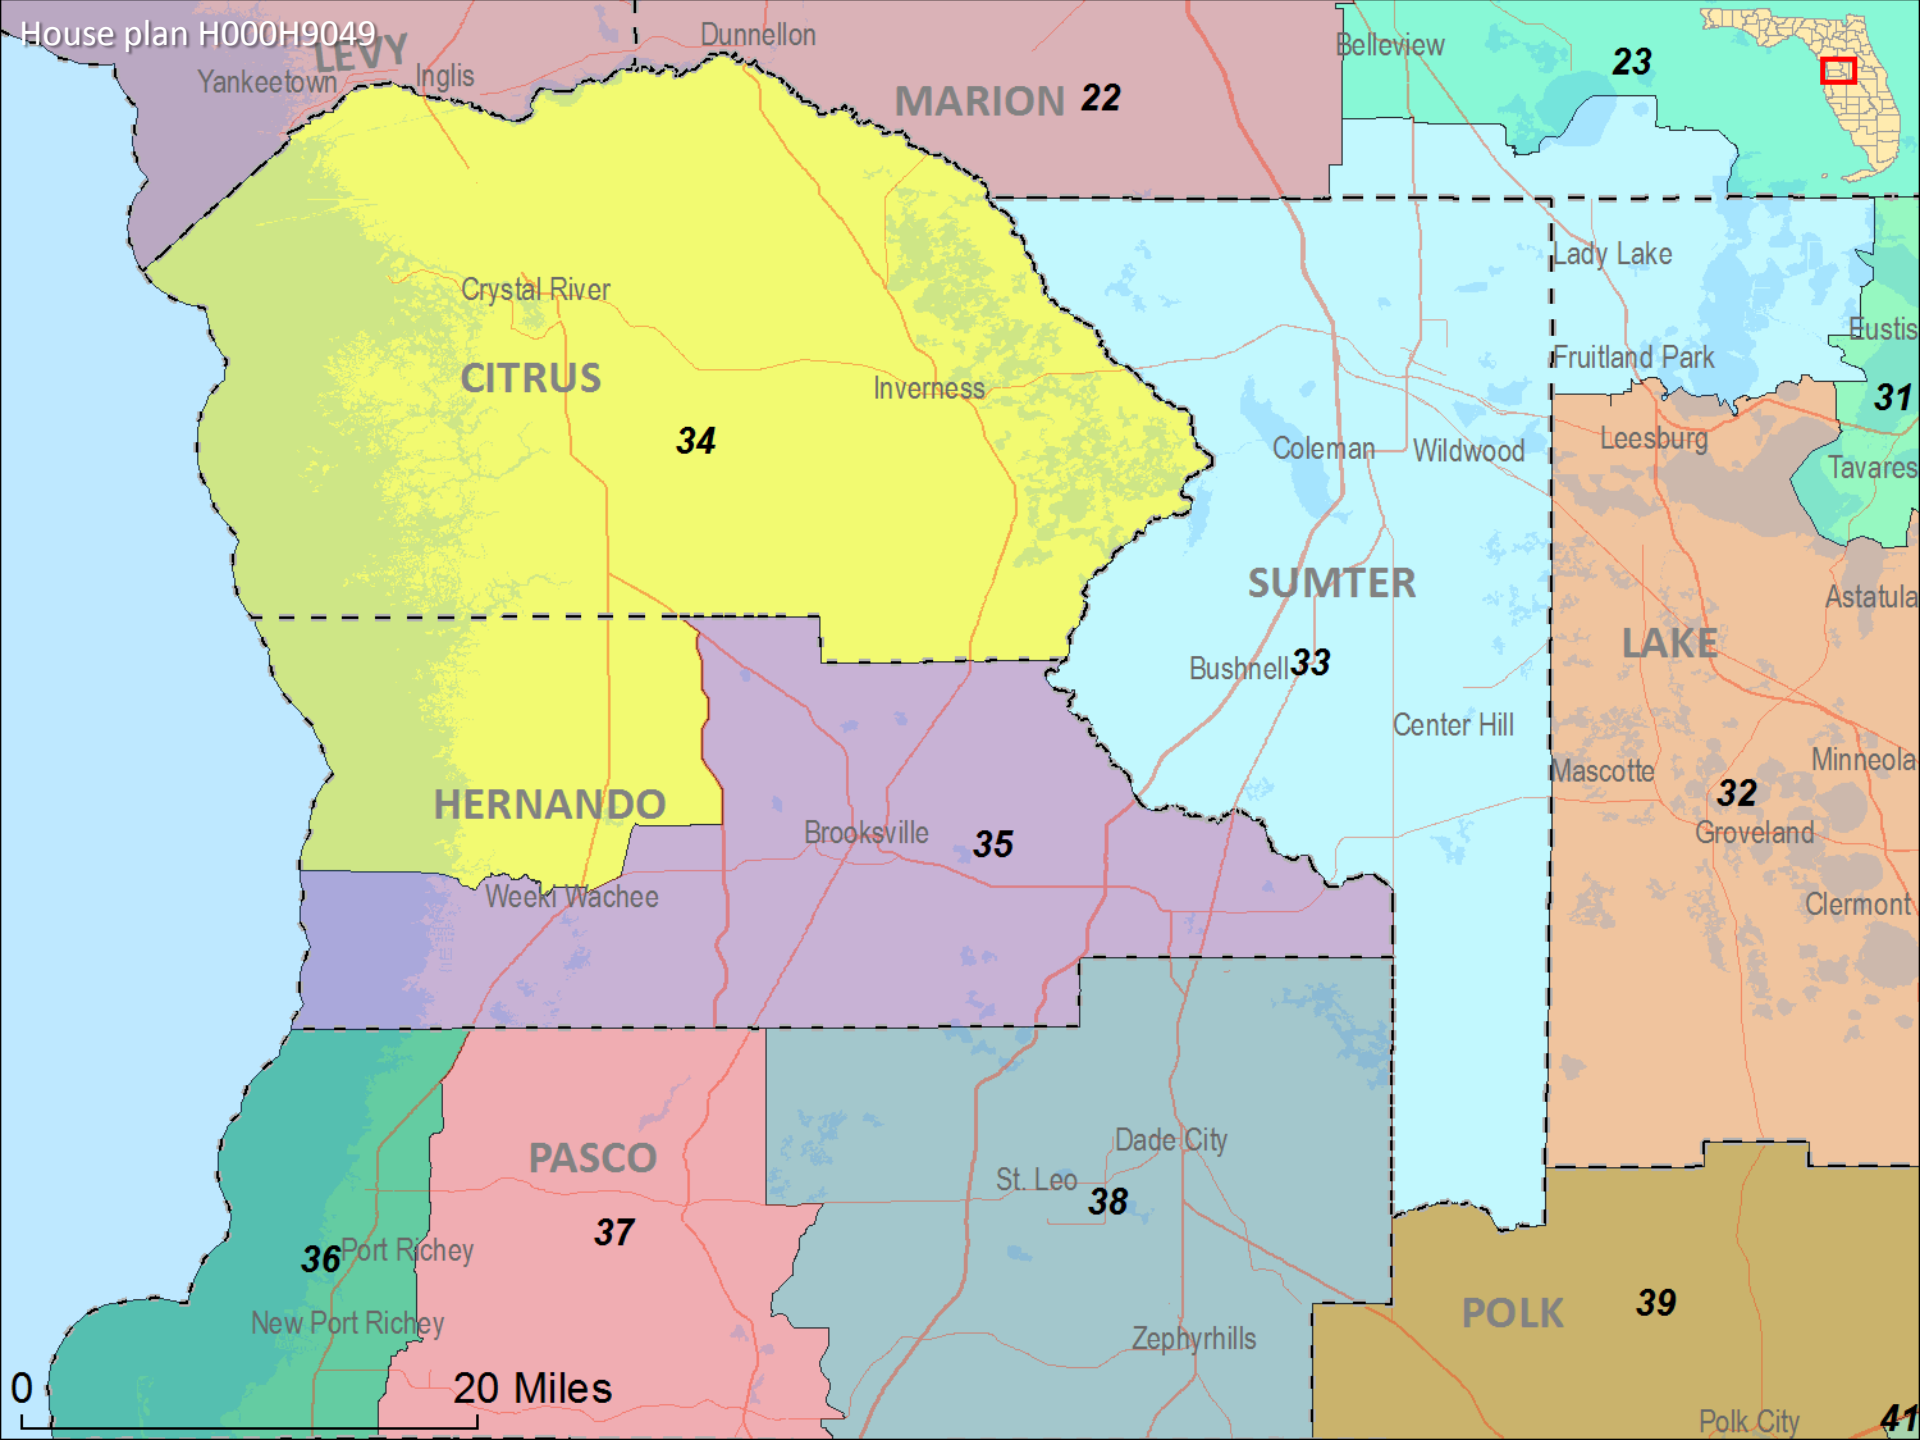 House plan H000H9049
LEVY
Dunnellon
Belleview
23
Yankeetown
Inglis
MARION 22
Lady Lake
Crystal River
Eustis
CITRUS
Inverness
Fruitland Park
31
34
Coleman
Wildwood
Leesburg
Tavares
SUMTER
Astatula
LAKE
Bushnell
33
Center Hill
Mascotte
Minneola
HERNANDO
32
Brooksville
35
Groveland
Weeki Wachee
Clermont
PASCO
Dade City
St. Leo
38
37
36
Port Richey
POLK
39
New Port Richey
Zephyrhills
0
20 Miles
Polk City
41